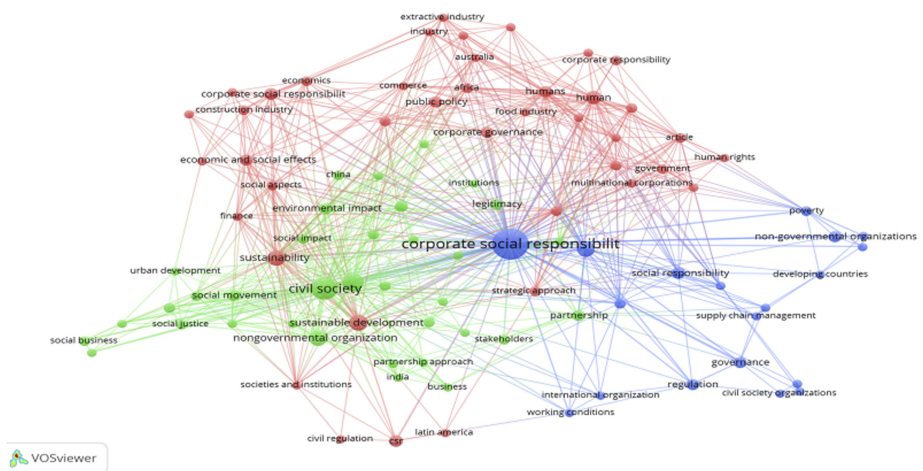 extractive industry
industry
australia
corporate responsibility
economics
commerce
africa
humans
corporate social responsibilit
human
public policy
construction industry
food industry
corporate governance
article
economic and social effects
human rights
government
china
social aspects
institutions
multinational corporations
legitimacy
environmental impact
finance
poverty
social impact
non-governmental organizations
corporate social responsibilit
sustainability
urban development
social responsibility
developing countries
civil society
strategic approach
social movement
partnership
supply chain management
social justice
sustainable development
social business
nongovernmental organization
stakeholders
partnership approach
governance
india
societies and institutions
business
regulation
international organization
civil society organizations
working conditions
latin america
civil regulation
csr
VOSviewer